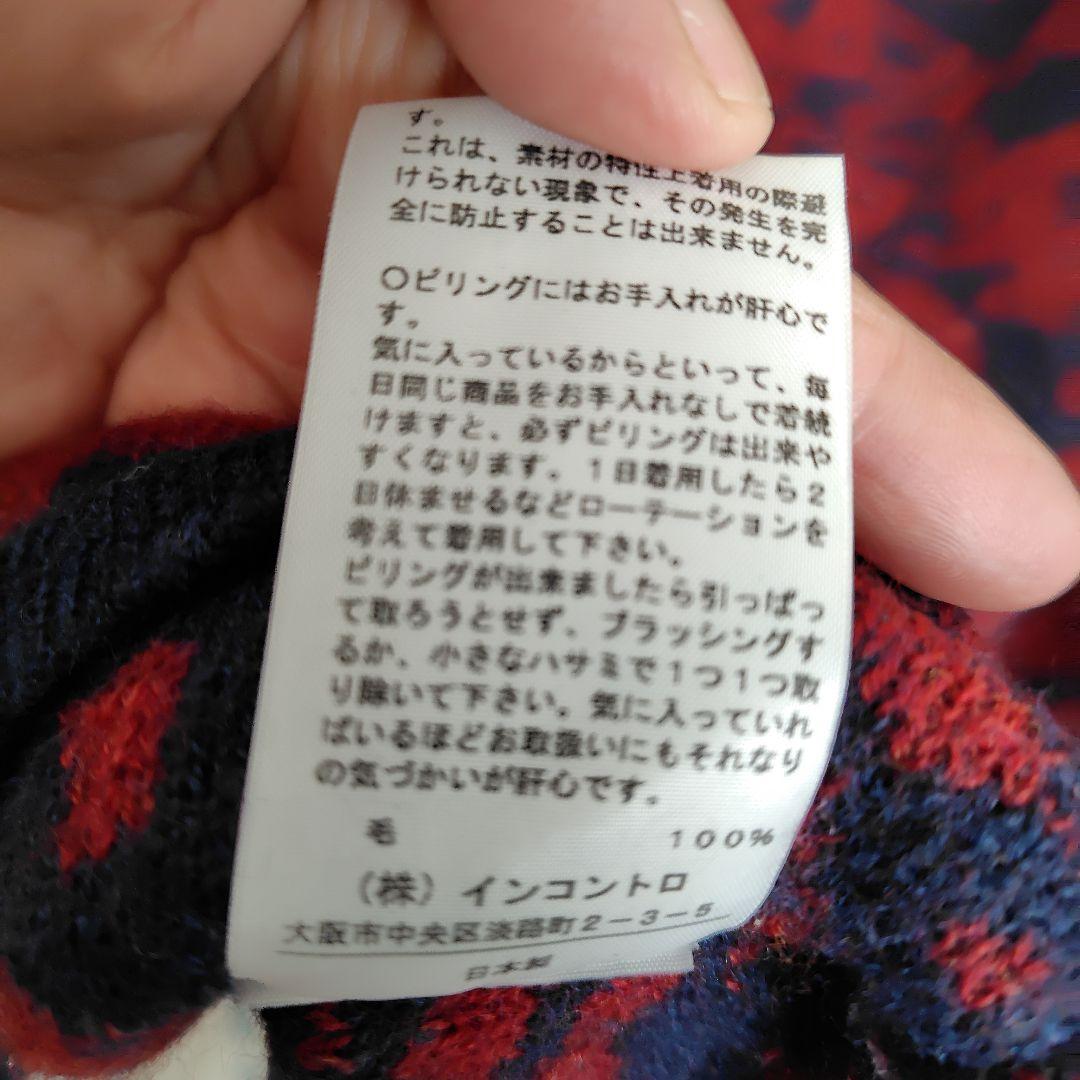 す。
これは、素材の特性上着用の際避
けられない現象で、その発生を完
全に防止することは出来ません。
○ピリングにはお手入れが肝心で
す。
気に入っているからといって、毎
日同じ商品をお手入れなしで着続
けますと、必ずピリングは出来や
すくなります。1日着用したら2
日休ませるなどローテーションを
考えて着用して下さい。
ピリングが出来ましたら引っぱっ
て取ろうとせず、ブラッシングす
るか、小さなハサミで1つ1つ取
り除いて下さい。気に入っていれ
ばいるほどお取扱いにもそれなり
の気づかいが肝心です。
毛 100%
(株)インコントロ
大阪市中央区淡路町2-3-5
日本製